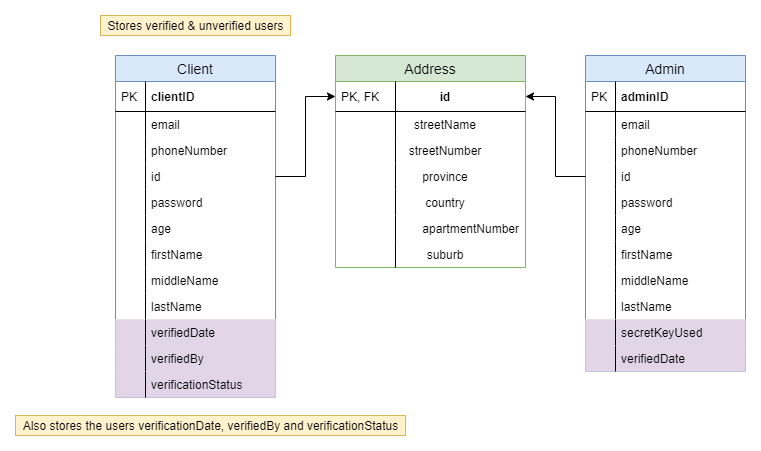 Stores verified & unverified users
Client
PK clientID
email
phoneNumber
id
password
age
firstName
middleName
lastName
verifiedDate
verifiedBy
verificationStatus
Address
PK, FK id
streetName
streetNumber
province
country
apartmentNumber
suburb
Admin
PK adminID
email
phoneNumber
id
password
age
firstName
middleName
lastName
secretKeyUsed
verifiedDate
Also stores the users verificationDate, verifiedBy and verificationStatus